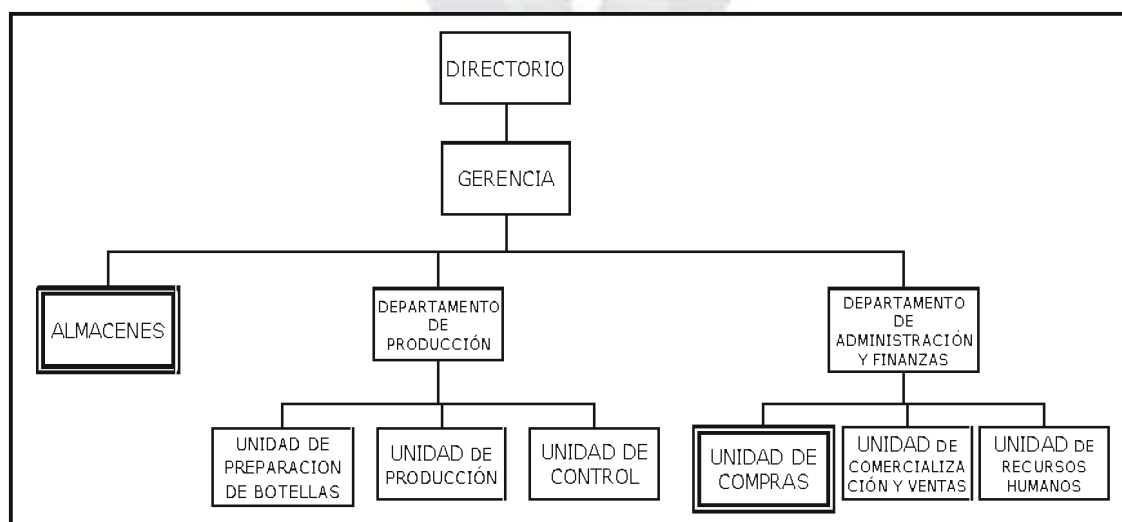 DIRECTORIO
GERENCIA
ALMACENES
DEPARTAMENTO
DE
PRODUCCIÓN
DEPARTAMENTO
DE
ADMINISTRACIÓN
Y FINANZAS
UNIDAD DE
PREPARACION
DE BOTELLAS
UNIDAD DE
PRODUCCIÓN
UNIDAD DE
CONTROL
UNIDAD DE
COMPRAS
UNIDAD DE
COMERCIALIZA
CIÓN Y VENTAS
UNIDAD DE
RECURSOS
HUMANOS